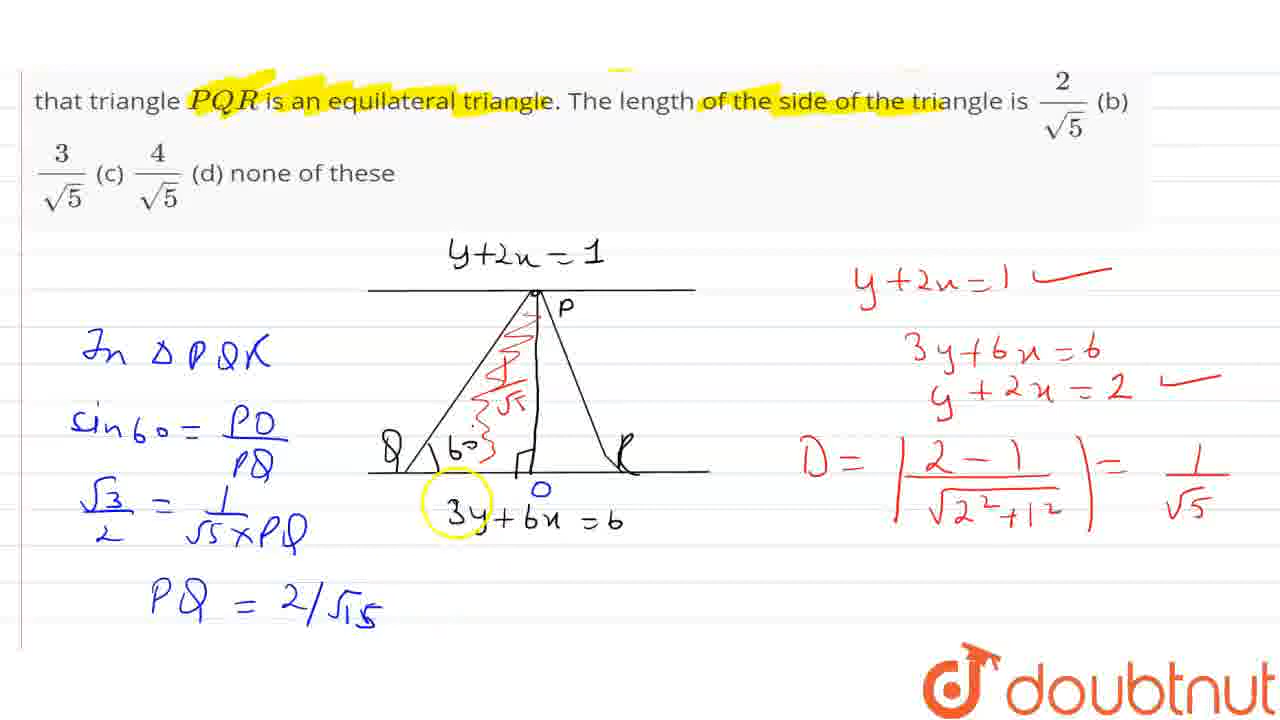 that triangle PQR is an equilateral triangle. The length of the side of the triangle is 2/√5 (b)
3/√5 (c) 4/√5 (d) none of these
y+2x=1
P
Q
60
1/√5
R
O
3y+6x=6
In Δ PQR
sin60=PO/PQ
√3/2=1/√5×PQ
PQ=2/√15
y+2x=1
3y+6x=6
y+2x=2
D=|2-1/√2²+1²|=1/√5
doubtnut